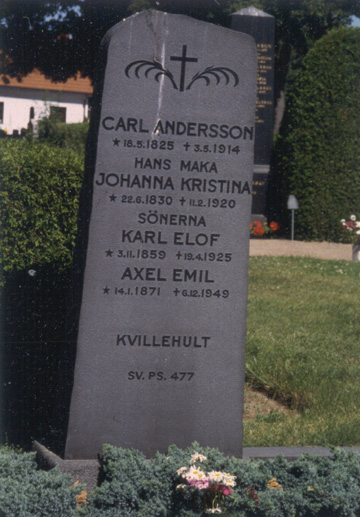 CARL ANDERSSON
* 18.5.1825 ✝ 3.5.1914
HANS MAKA
JOHANNA KRISTINA
* 22.6.1830 ✝ 11.2.1920
SÖNERNA
KARL ELOF
* 3.11.1859 ✝ 19.4.1925
AXEL EMIL
* 14.1.1871 ✝ 6.12.1949
KVILLEHULT
SV. PS. 477